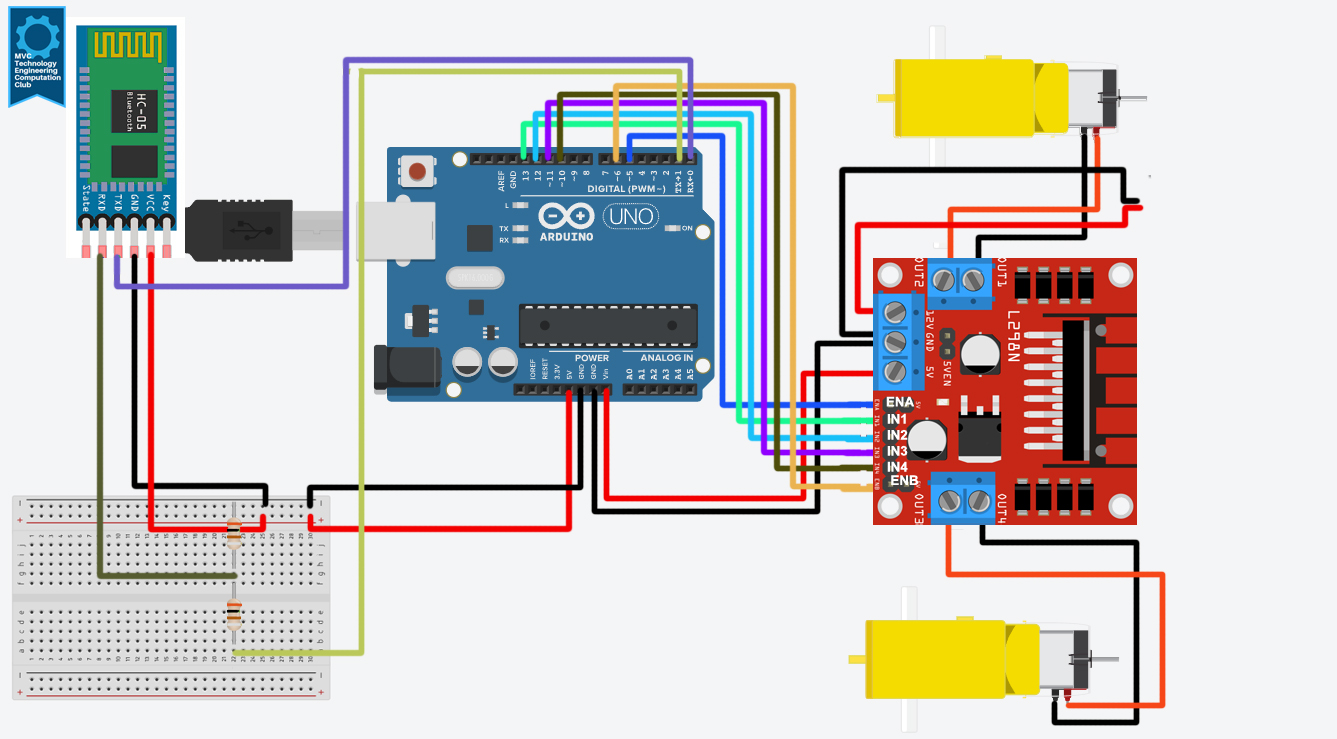 MVC
Technology
Engineering
Computation
Club
HC-05
Bluetooth
State
RXD
TXD
GND
VCC
Key
AREF
GND
13
12
~11
~10
~9
8
7
~6
~5
4
~3
2
TX→1
RX←0
DIGITAL (PWM~)
L
TX
RX
ARDUINO
UNO
ON
POWER
ANALOG IN
IOREF
RESET
3.3V
5V
GND
GND
Vin
A0
A1
A2
A3
A4
A5
OUT2
OUT1
12V
GND
5V
5VEN
L298N
ENA
IN1
IN2
IN3
IN4
ENB
OUT3
OUT4